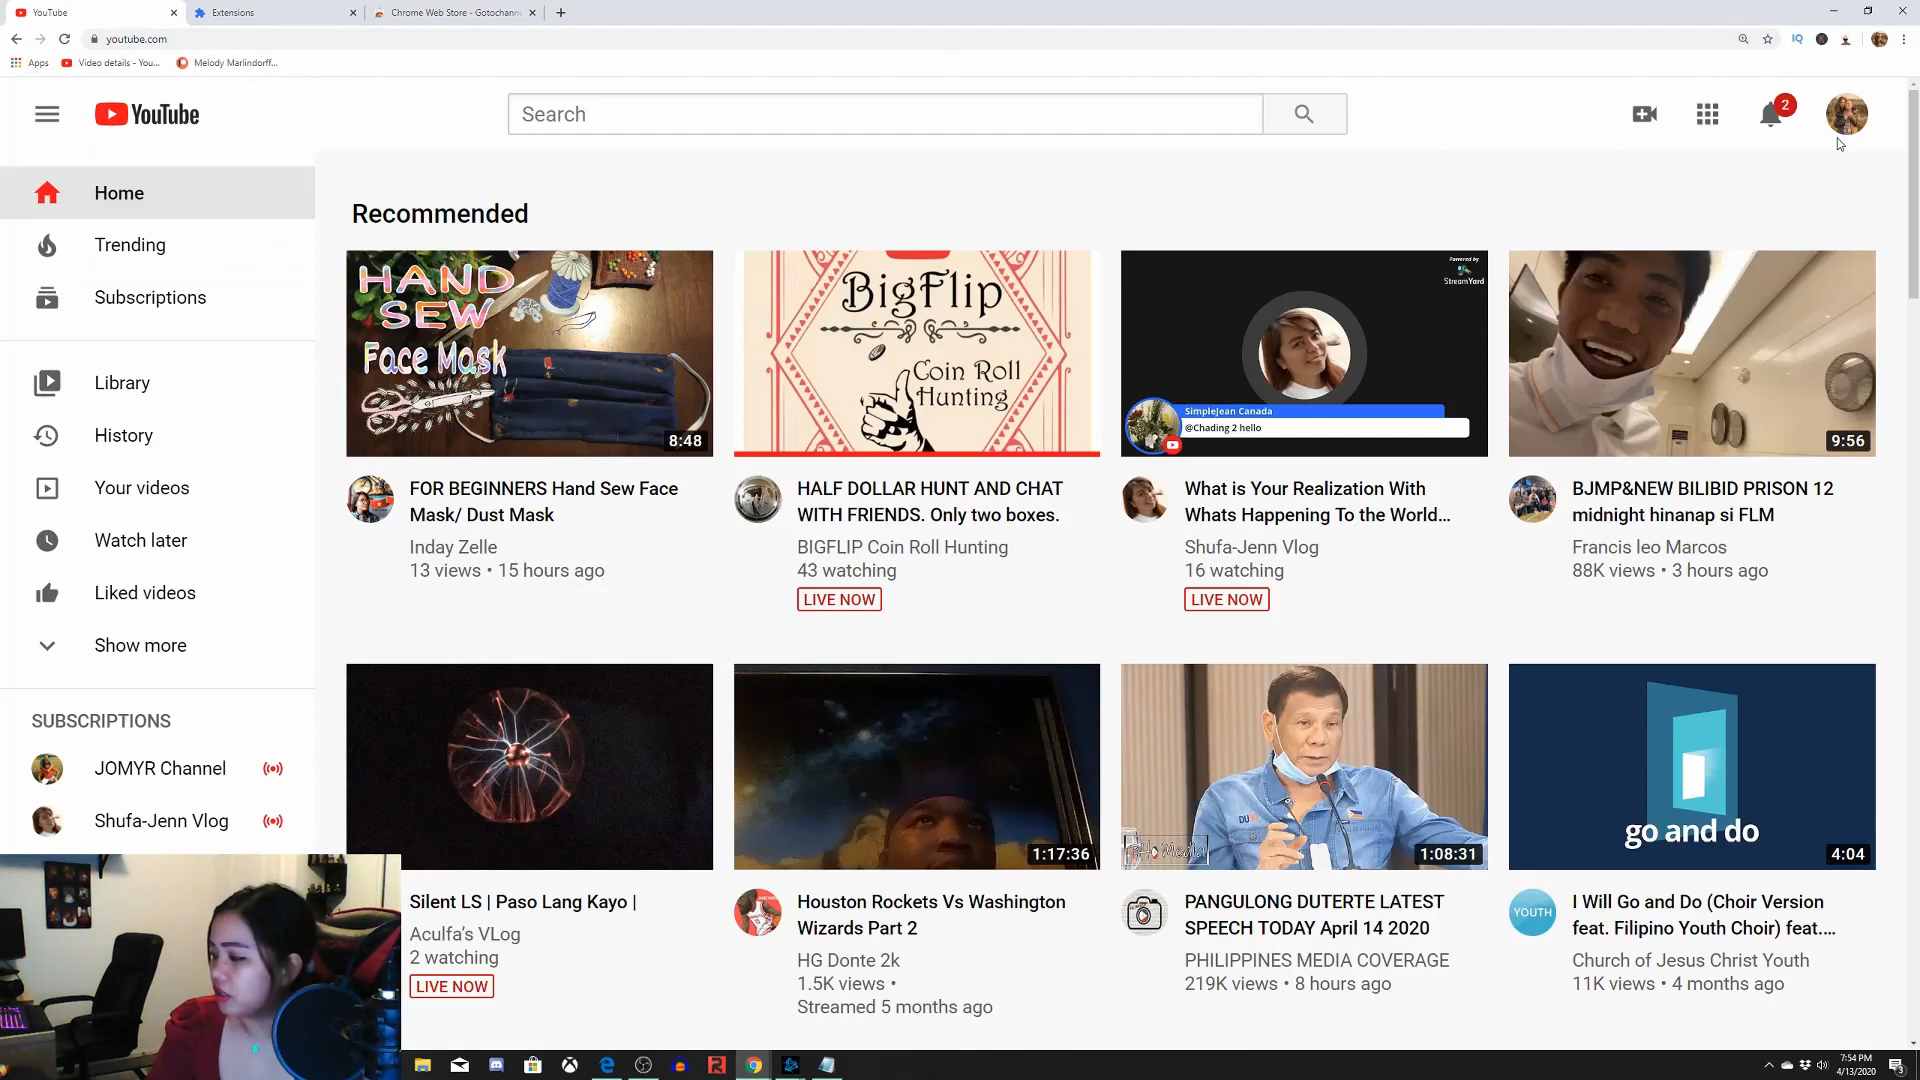 YouTube
Extensions
Chrome Web Store - Gotochann
youtube.com
IQ
Apps
Video details - You...
Melody Marlindorff...
YouTube
Search
2
Home
Trending
Subscriptions
Library
History
Your videos
Watch later
Liked videos
Show more
SUBSCRIPTIONS
JOMYR Channel
Shufa-Jenn Vlog
Recommended
HAND
SEW
Face Mask
8:48
FOR BEGINNERS Hand Sew Face
Mask/ Dust Mask
Inday Zelle
13 views • 15 hours ago
BigFlip
Coin Roll
Hunting
HALF DOLLAR HUNT AND CHAT
WITH FRIENDS. Only two boxes.
BIGFLIP Coin Roll Hunting
43 watching
LIVE NOW
Powered by
StreamYard
SimpleJean Canada
@Chading 2 hello
What is Your Realization With
Whats Happening To the World...
Shufa-Jenn Vlog
16 watching
LIVE NOW
9:56
BJMP&NEW BILIBID PRISON 12
midnight hinanap si FLM
Francis leo Marcos
88K views • 3 hours ago
Silent LS | Paso Lang Kayo |
Aculfa's VLog
2 watching
LIVE NOW
1:17:36
Houston Rockets Vs Washington
Wizards Part 2
HG Donte 2k
1.5K views •
Streamed 5 months ago
1:08:31
PANGULONG DUTERTE LATEST
SPEECH TODAY April 14 2020
PHILIPPINES MEDIA COVERAGE
219K views • 8 hours ago
go and do
4:04
YOUTH
I Will Go and Do (Choir Version
feat. Filipino Youth Choir) feat....
Church of Jesus Christ Youth
11K views • 4 months ago
7:54 PM
4/13/2020
3